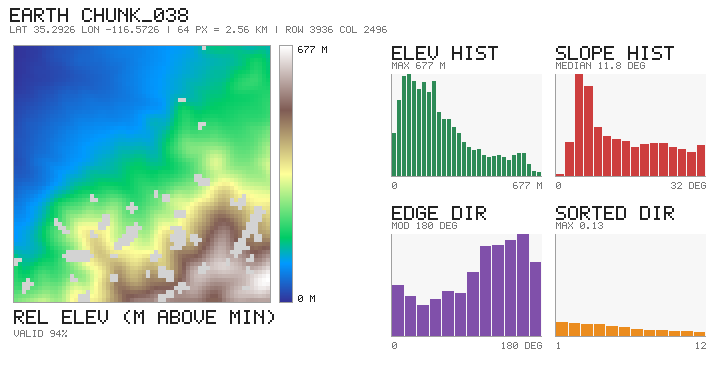 EARTH CHUNK_038
LAT 35.2926 LON -116.5726 | 64 PX = 2.56 KM | ROW 3936 COL 2496
677 M
0 M
REL ELEV (M ABOVE MIN)
VALID 94%
ELEV HIST
MAX 677 M
0 677 M
SLOPE HIST
MEDIAN 11.8 DEG
0 32 DEG
EDGE DIR
MOD 180 DEG
0 180 DEG
SORTED DIR
MAX 0.13
1 12